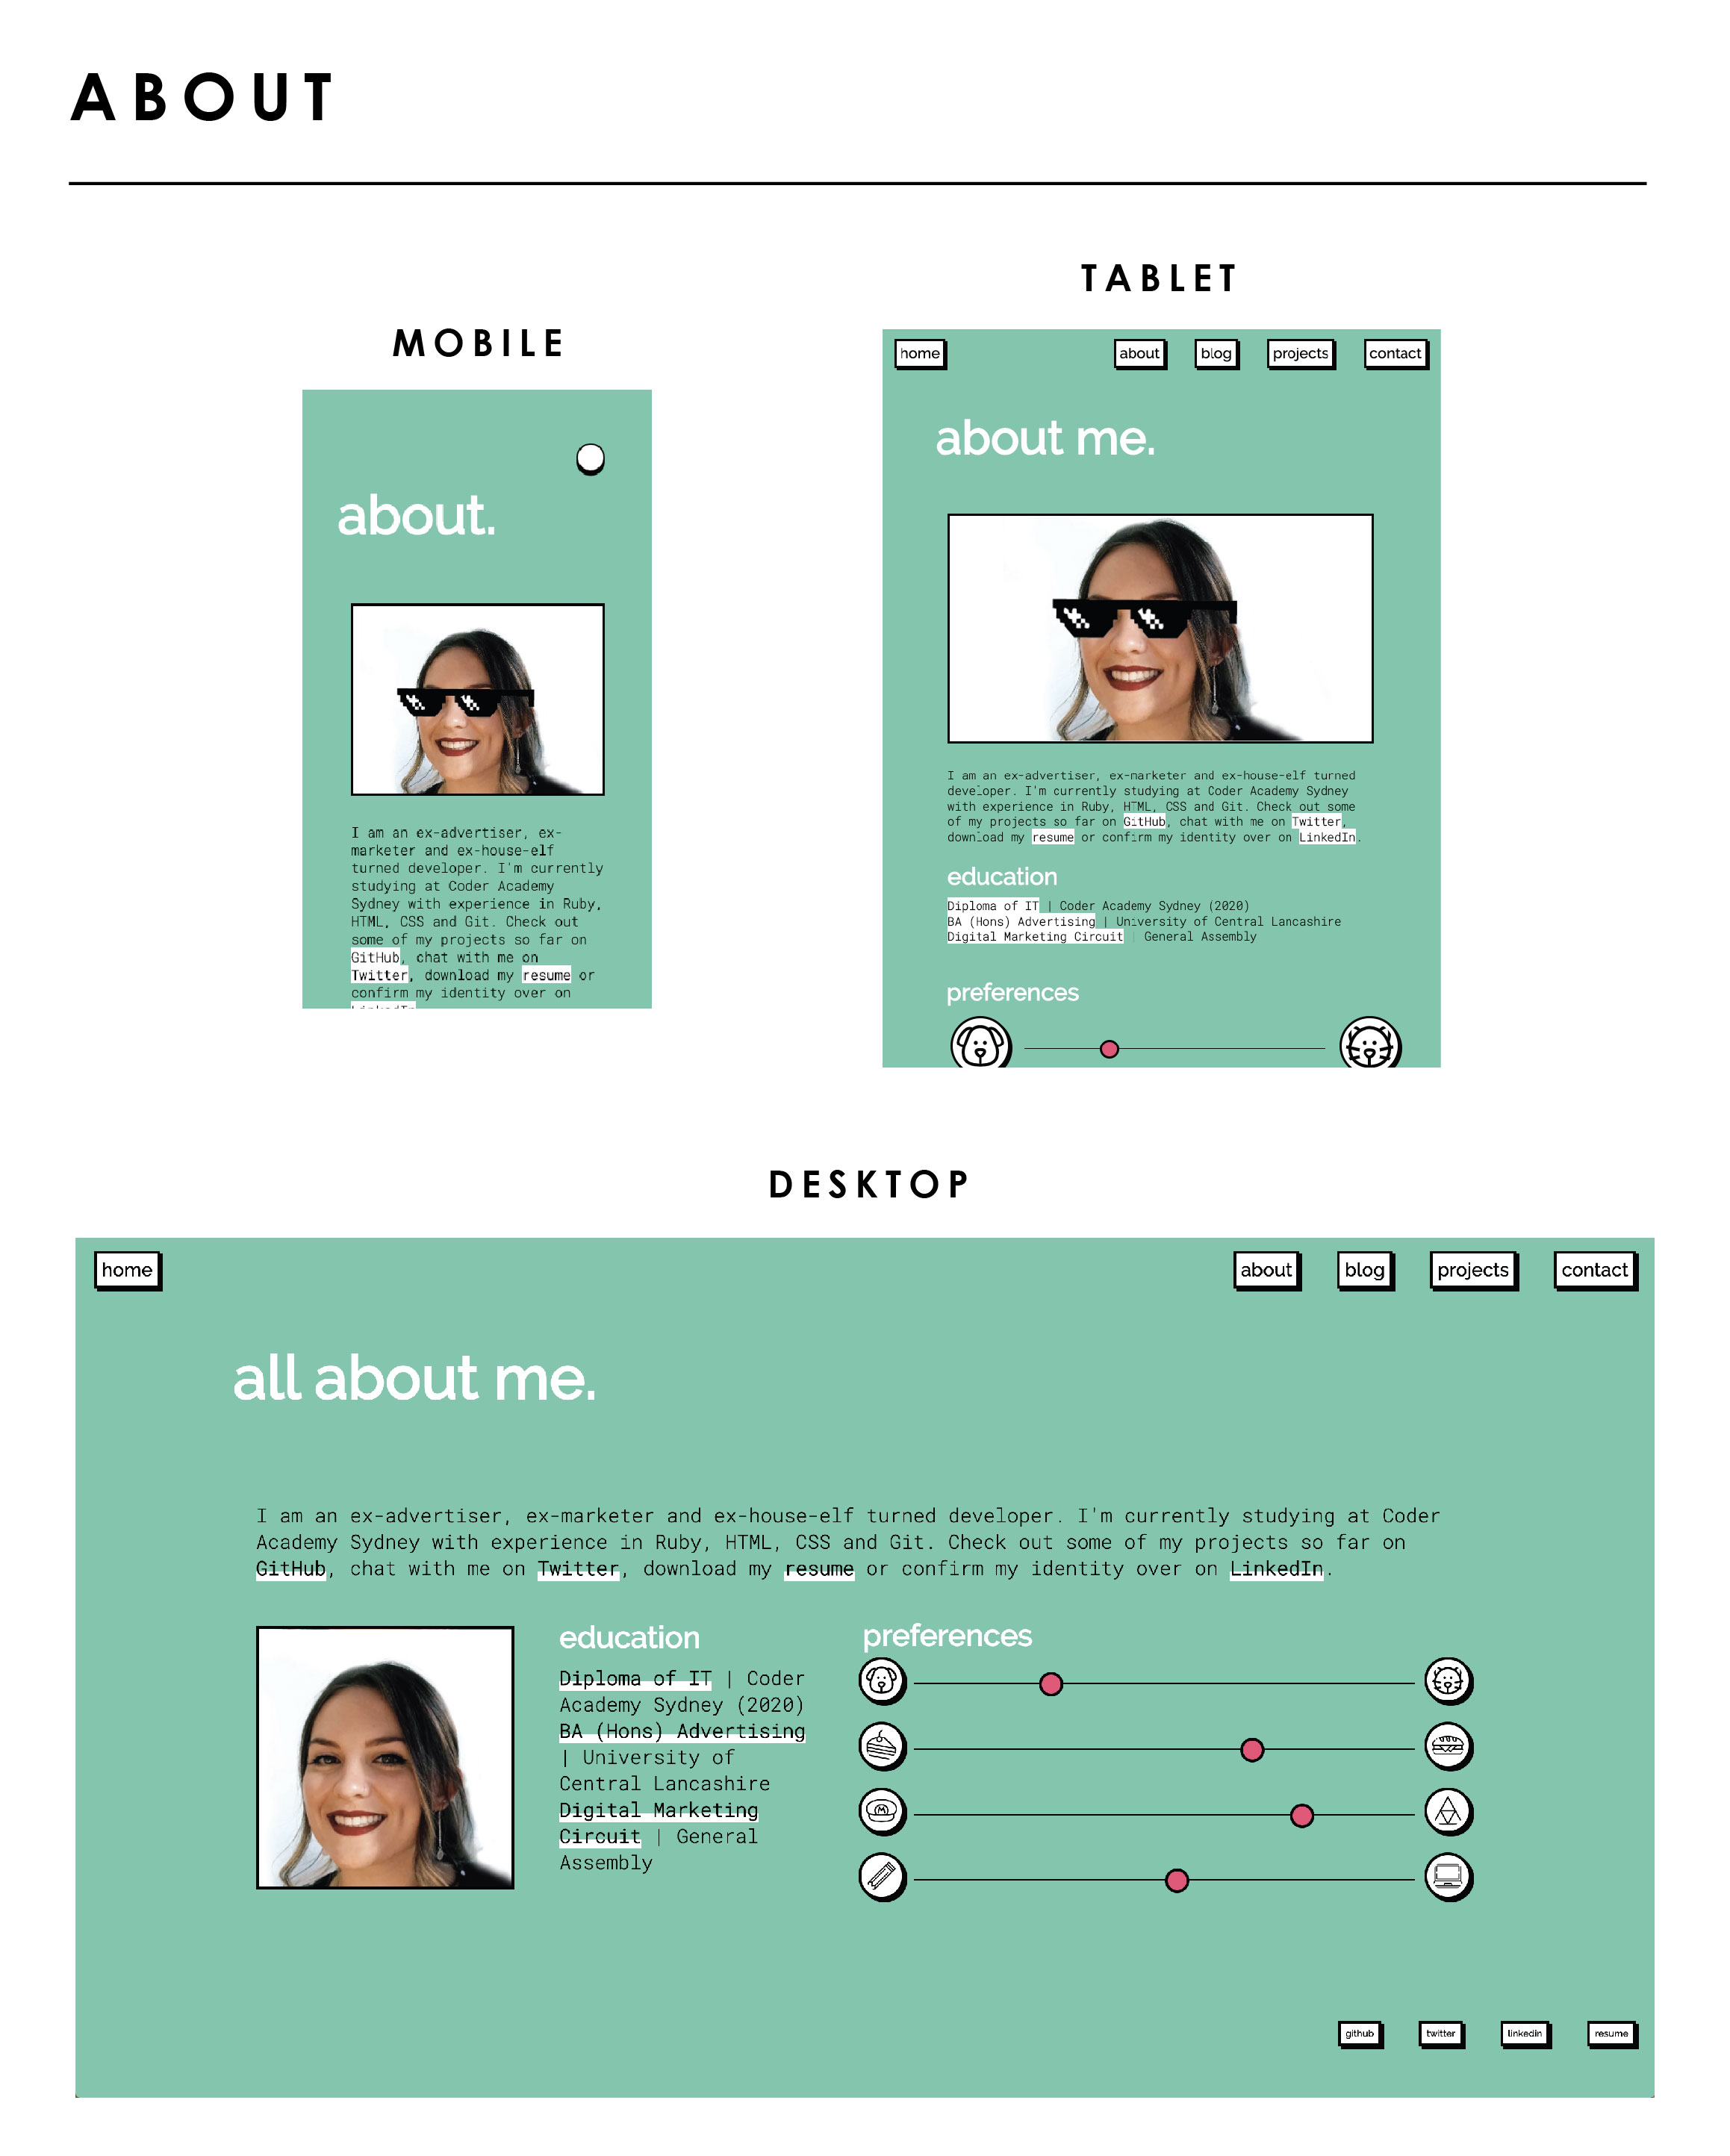 ABOUT
MOBILE
about.
I am an ex-advertiser, ex-
marketer and ex-house-elf
turned developer. I'm currently
studying at Coder Academy
Sydney with experience in Ruby,
HTML, CSS and Git. Check out
some of my projects so far on
GitHub, chat with me on
Twitter, download my resume or
confirm my identity over on
LinkedIn
TABLET
home about blog projects contact
about me.
I am an ex-advertiser, ex-marketer and ex-house-elf turned
developer. I'm currently studying at Coder Academy Sydney
with experience in Ruby, HTML, CSS and Git. Check out some
of my projects so far on GitHub, chat with me on Twitter,
download my resume or confirm my identity over on LinkedIn.
education
Diploma of IT | Coder Academy Sydney (2020)
BA (Hons) Advertising | University of Central Lancashire
Digital Marketing Circuit | General Assembly
preferences
DESKTOP
home about blog projects contact
all about me.
I am an ex-advertiser, ex-marketer and ex-house-elf turned developer. I'm currently studying at Coder
Academy Sydney with experience in Ruby, HTML, CSS and Git. Check out some of my projects so far on
GitHub, chat with me on Twitter, download my resume or confirm my identity over on LinkedIn.
education
Diploma of IT | Coder
Academy Sydney (2020)
BA (Hons) Advertising
| University of
Central Lancashire
Digital Marketing
Circuit | General
Assembly
preferences
M
github twitter linkedin resume